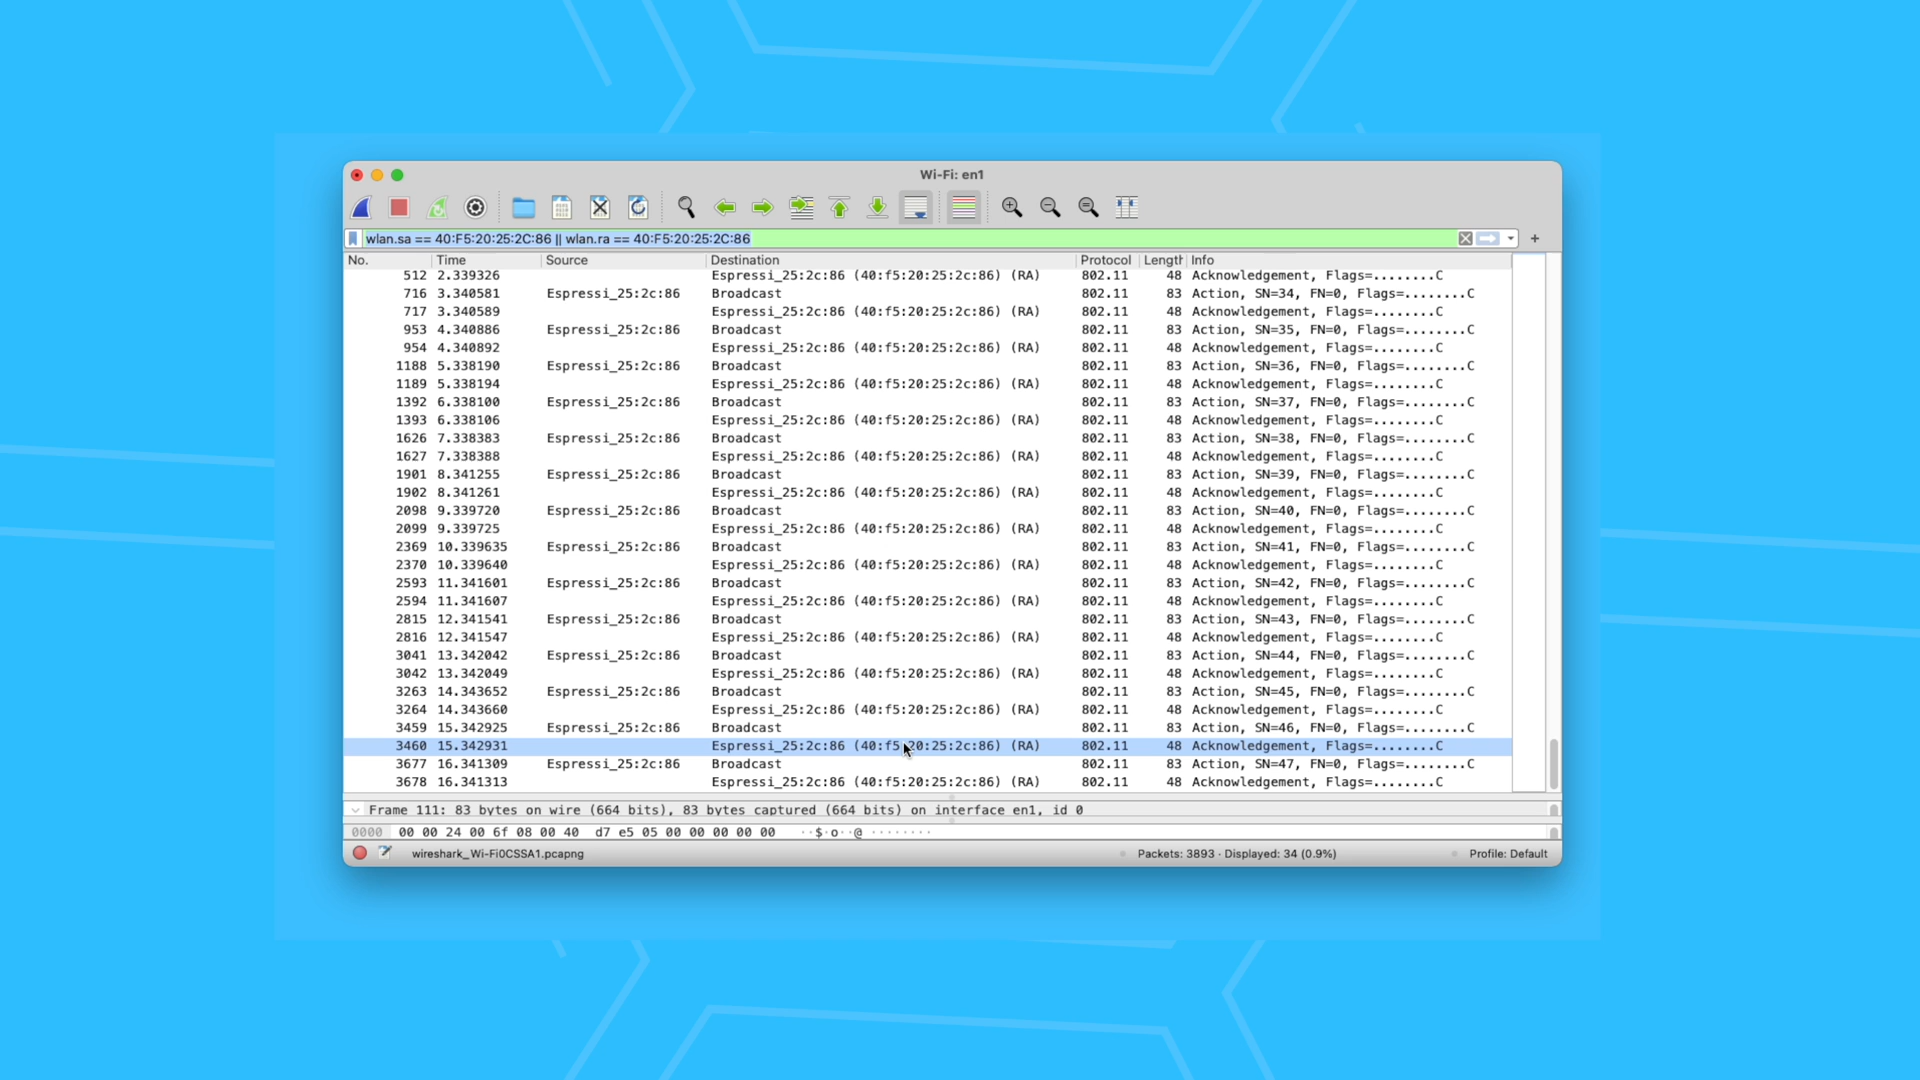 Wi-Fi: en1
wlan.sa == 40:F5:20:25:2C:86 || wlan.ra == 40:F5:20:25:2C:86
No. Time Source Destination Protocol Length Info
512 2.339326 Espressi_25:2c:86 (40:f5:20:25:2c:86) (RA) 802.11 48 Acknowledgement, Flags=........C
716 3.340581 Espressi_25:2c:86 Broadcast 802.11 83 Action, SN=34, FN=0, Flags=........C
717 3.340589 Espressi_25:2c:86 (40:f5:20:25:2c:86) (RA) 802.11 48 Acknowledgement, Flags=........C
953 4.340886 Espressi_25:2c:86 Broadcast 802.11 83 Action, SN=35, FN=0, Flags=........C
954 4.340892 Espressi_25:2c:86 (40:f5:20:25:2c:86) (RA) 802.11 48 Acknowledgement, Flags=........C
1188 5.338190 Espressi_25:2c:86 Broadcast 802.11 83 Action, SN=36, FN=0, Flags=........C
1189 5.338194 Espressi_25:2c:86 (40:f5:20:25:2c:86) (RA) 802.11 48 Acknowledgement, Flags=........C
1392 6.338100 Espressi_25:2c:86 Broadcast 802.11 83 Action, SN=37, FN=0, Flags=........C
1393 6.338106 Espressi_25:2c:86 (40:f5:20:25:2c:86) (RA) 802.11 48 Acknowledgement, Flags=........C
1626 7.338383 Espressi_25:2c:86 Broadcast 802.11 83 Action, SN=38, FN=0, Flags=........C
1627 7.338388 Espressi_25:2c:86 (40:f5:20:25:2c:86) (RA) 802.11 48 Acknowledgement, Flags=........C
1901 8.341255 Espressi_25:2c:86 Broadcast 802.11 83 Action, SN=39, FN=0, Flags=........C
1902 8.341261 Espressi_25:2c:86 (40:f5:20:25:2c:86) (RA) 802.11 48 Acknowledgement, Flags=........C
2098 9.339720 Espressi_25:2c:86 Broadcast 802.11 83 Action, SN=40, FN=0, Flags=........C
2099 9.339725 Espressi_25:2c:86 (40:f5:20:25:2c:86) (RA) 802.11 48 Acknowledgement, Flags=........C
2369 10.339635 Espressi_25:2c:86 Broadcast 802.11 83 Action, SN=41, FN=0, Flags=........C
2370 10.339640 Espressi_25:2c:86 (40:f5:20:25:2c:86) (RA) 802.11 48 Acknowledgement, Flags=........C
2593 11.341601 Espressi_25:2c:86 Broadcast 802.11 83 Action, SN=42, FN=0, Flags=........C
2594 11.341607 Espressi_25:2c:86 (40:f5:20:25:2c:86) (RA) 802.11 48 Acknowledgement, Flags=........C
2815 12.341541 Espressi_25:2c:86 Broadcast 802.11 83 Action, SN=43, FN=0, Flags=........C
2816 12.341547 Espressi_25:2c:86 (40:f5:20:25:2c:86) (RA) 802.11 48 Acknowledgement, Flags=........C
3041 13.342042 Espressi_25:2c:86 Broadcast 802.11 83 Action, SN=44, FN=0, Flags=........C
3042 13.342049 Espressi_25:2c:86 (40:f5:20:25:2c:86) (RA) 802.11 48 Acknowledgement, Flags=........C
3263 14.343652 Espressi_25:2c:86 Broadcast 802.11 83 Action, SN=45, FN=0, Flags=........C
3264 14.343660 Espressi_25:2c:86 (40:f5:20:25:2c:86) (RA) 802.11 48 Acknowledgement, Flags=........C
3459 15.342925 Espressi_25:2c:86 Broadcast 802.11 83 Action, SN=46, FN=0, Flags=........C
3460 15.342931 Espressi_25:2c:86 (40:f5:20:25:2c:86) (RA) 802.11 48 Acknowledgement, Flags=........C
3677 16.341309 Espressi_25:2c:86 Broadcast 802.11 83 Action, SN=47, FN=0, Flags=........C
3678 16.341313 Espressi_25:2c:86 (40:f5:20:25:2c:86) (RA) 802.11 48 Acknowledgement, Flags=........C
Frame 111: 83 bytes on wire (664 bits), 83 bytes captured (664 bits) on interface en1, id 0
0000 00 00 24 00 6f 08 00 40 d7 e5 05 00 00 00 00 00 ··$·o··@ ········
wireshark_Wi-Fi0CSSA1.pcapng Packets: 3893 · Displayed: 34 (0.9%) Profile: Default